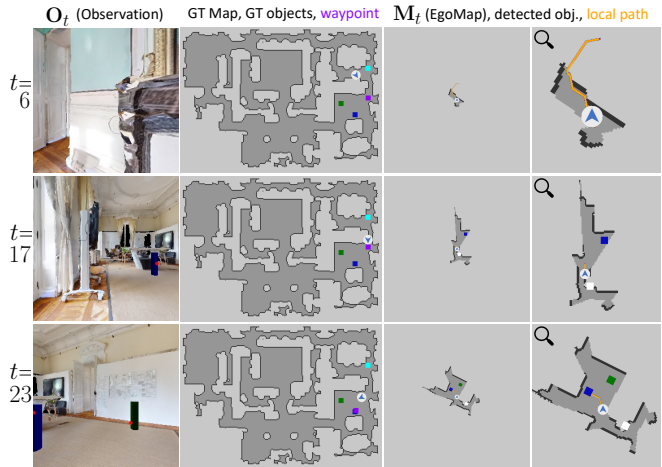 O_t (Observation)
GT Map, GT objects, waypoint
M_t (EgoMap), detected obj., local path
t=
6
t=
17
t=
23